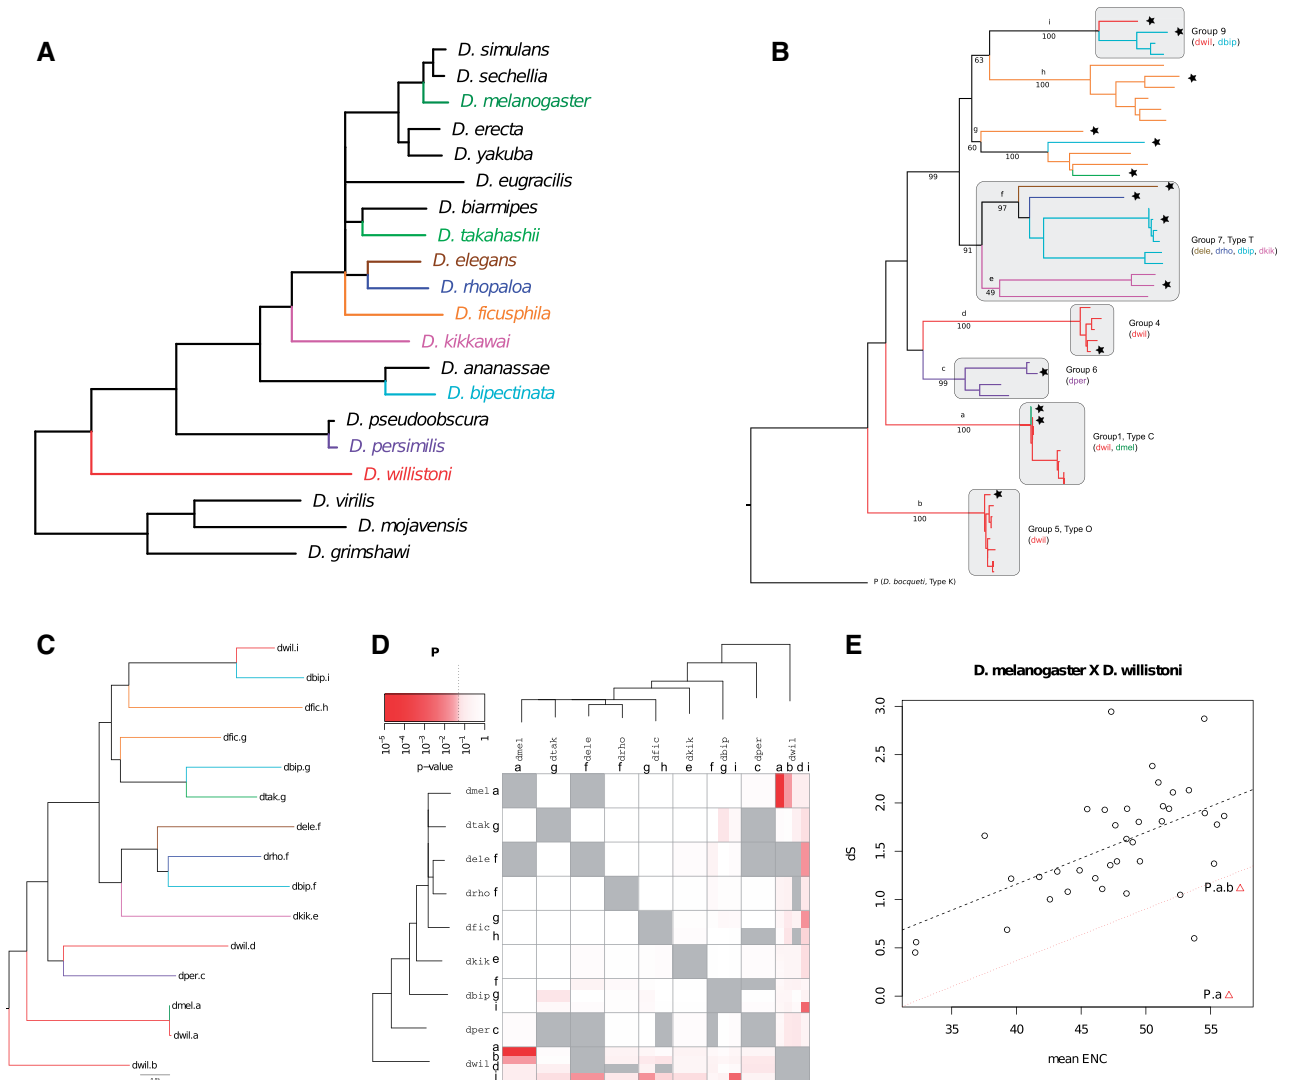 A
D. simulans
D. sechellia
D. melanogaster
D. erecta
D. yakuba
D. eugracilis
D. biarmipes
D. takahashii
D. elegans
D. rhopaloa
D. ficusphila
D. kikkawai
D. ananassae
D. bipectinata
D. pseudoobscura
D. persimilis
D. willistoni
D. virilis
D. mojavensis
D. grimshawi
B
i
100
Group 9
(dwil, dbip)
63
h
100
g
60
100
99
f
97
91
Group 7, Type T
(dele, drho, dbip, dkik)
e
49
d
100
Group 4
(dwil)
c
99
Group 6
(dper)
a
100
Group1, Type C
(dwil, dmel)
b
100
Group 5, Type O
(dwil)
P (D. bocqueti, Type K)
C
dwil.i
dbip.i
dfic.h
dfic.g
dbip.g
dtak.g
dele.f
drho.f
dbip.f
dkik.e
dwil.d
dper.c
dmel.a
dwil.a
dwil.b
D
P
10-5 10-4 10-3 10-2 10-1 1
p-value
dmel dtak dele drho dfic dkik dbip dper dwil
a g f f g h e f g i c a b d i
dmel a
dtak g
dele f
drho f
g
dfic
h
dkik e
f
dbip g
i
dper c
a
b
dwil
d
i
E
D. melanogaster X D. willistoni
dS
3.0
2.5
2.0
1.5
1.0
0.5
0.0
P.a.b
P.a
35 40 45 50 55
mean ENC